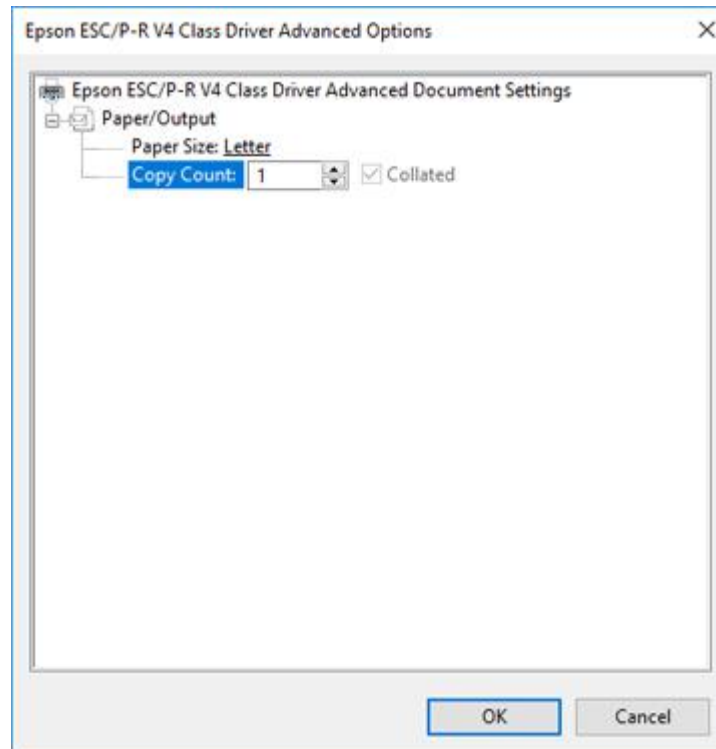 Epson ESC/P-R V4 Class Driver Advanced Options
Epson ESC/P-R V4 Class Driver Advanced Document Settings
Paper/Output
Paper Size: Letter
Copy Count: 1 Collated
OK Cancel